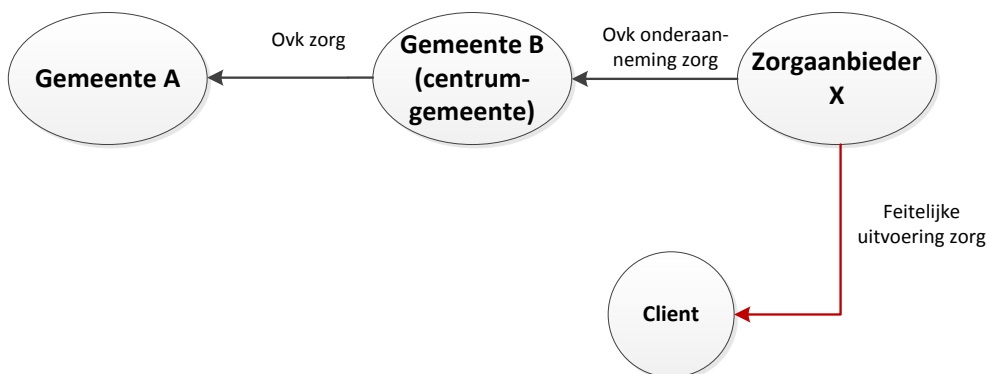 Gemeente A
Ovk zorg
Gemeente B
(centrum-
gemeente)
Ovk onderaan-
neming zorg
Zorgaanbieder
X
Feitelijke
uitvoering zorg
Client